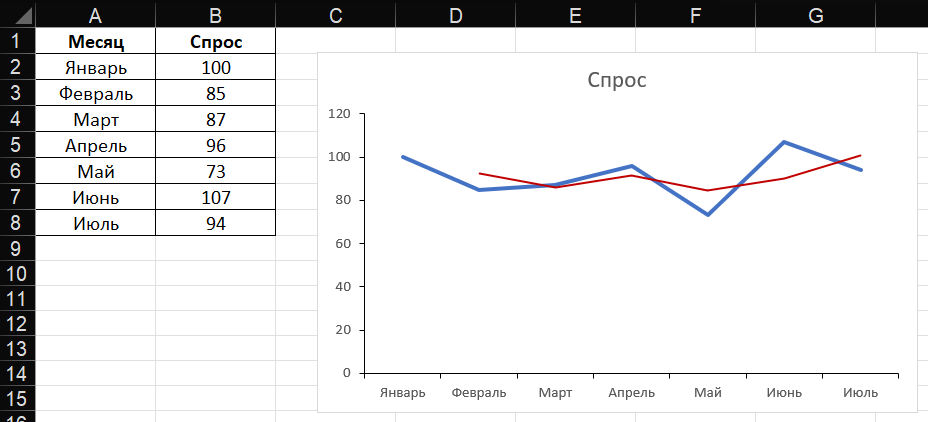 A B C D E F G
1 Месяц Спрос
2 Январь 100
3 Февраль 85
4 Март 87
5 Апрель 96
6 Май 73
7 Июнь 107
8 Июль 94
9
10
11
12
13
14
15
Спрос
120
100
80
60
40
20
0
Январь Февраль Март Апрель Май Июнь Июль